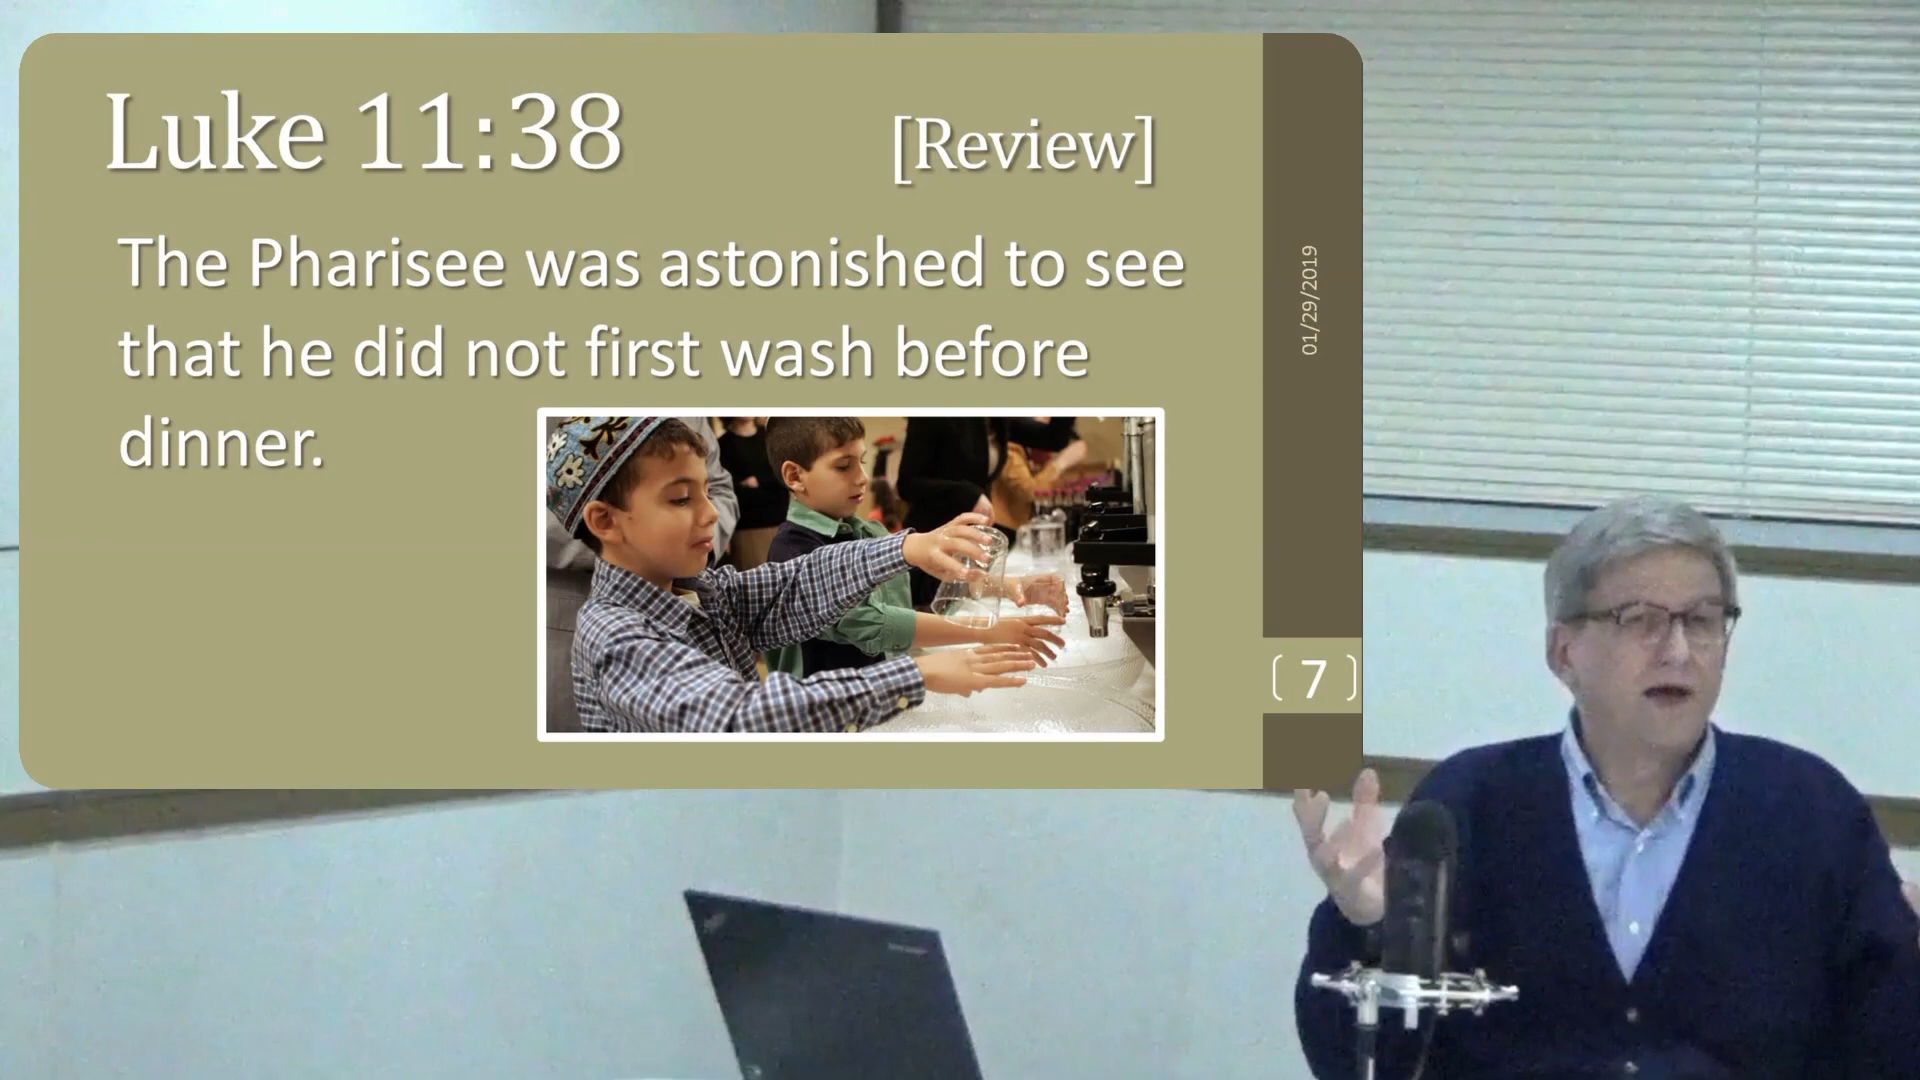 Luke 11:38
[Review]
The Pharisee was astonished to see
that he did not first wash before
dinner.
01/29/2019
7